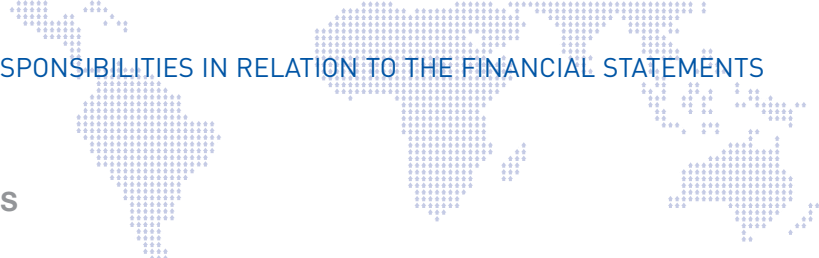 SPONSIBILITIES IN RELATION TO THE FINANCIAL STATEMENTS
S